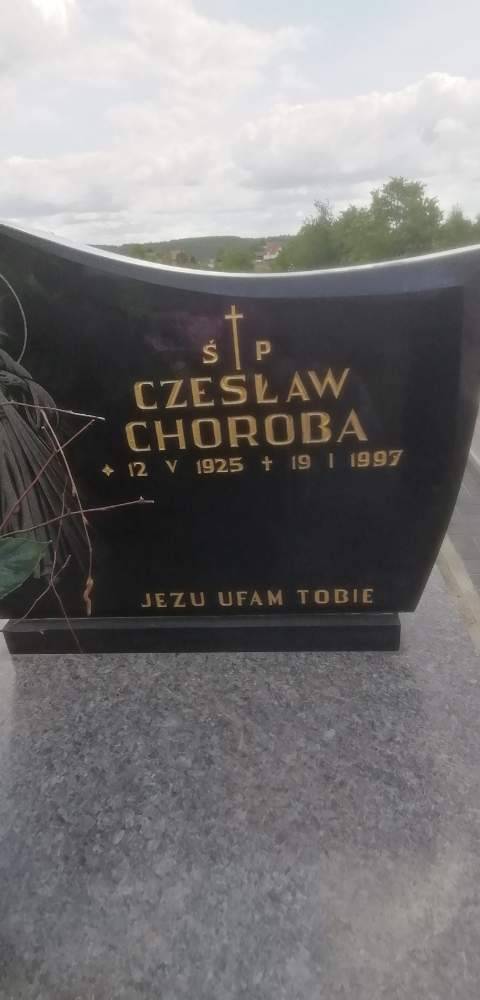 Ś P
CZESŁAW
CHOROBA
12 V 1925 19 I 1997
JEZU UFAM TOBIE